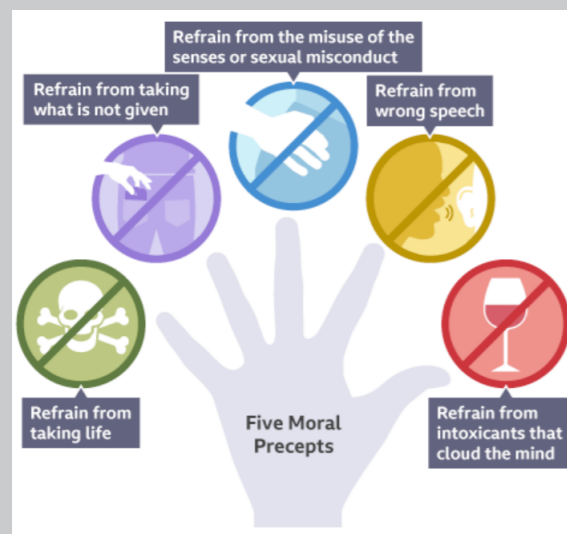 Refrain from the misuse of the
senses or sexual misconduct
Refrain from taking
what is not given
Refrain from
wrong speech
Refrain from
taking life
Five Moral
Precepts
Refrain from
intoxicants that
cloud the mind